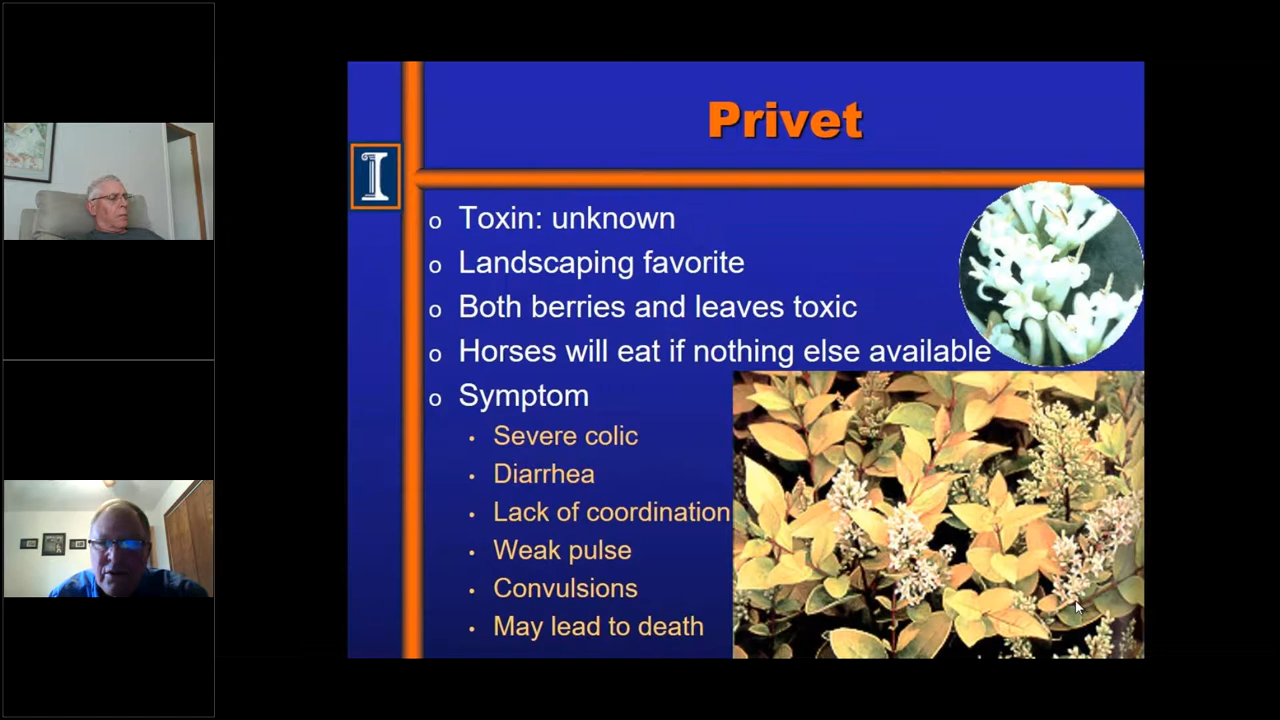 Privet
I
o Toxin: unknown
o Landscaping favorite
o Both berries and leaves toxic
o Horses will eat if nothing else available
o Symptom
• Severe colic
• Diarrhea
• Lack of coordination
• Weak pulse
• Convulsions
• May lead to death